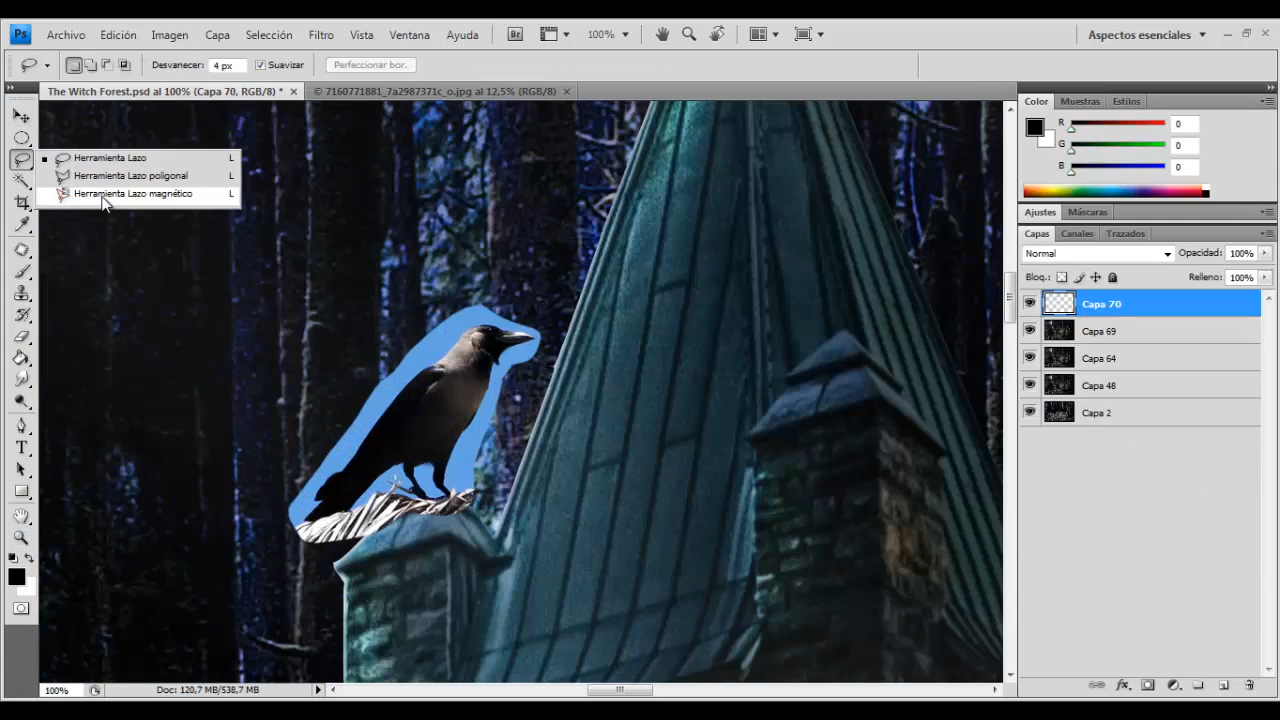 Ps Archivo Edición Imagen Capa Selección Filtro Vista Ventana Ayuda Br 100% Aspectos esenciales
Desvanecer: 4 px Suavizar Perfeccionar bor.
The Witch Forest.psd al 100% (Capa 70, RGB/8) * © 7160771881_7a2987371c_o.jpg al 12,5% (RGB/8)
Color Muestras Estilos
R 0
G 0
B 0
Herramienta Lazo L
Herramienta Lazo poligonal L
Herramienta Lazo magnético L
Ajustes Máscaras
Capas Canales Trazados
Normal Opacidad: 100%
Bloq.: Relleno: 100%
Capa 70
Capa 69
Capa 64
Capa 48
Capa 2
T
100% Doc: 120,7 MB/538,7 MB
fx